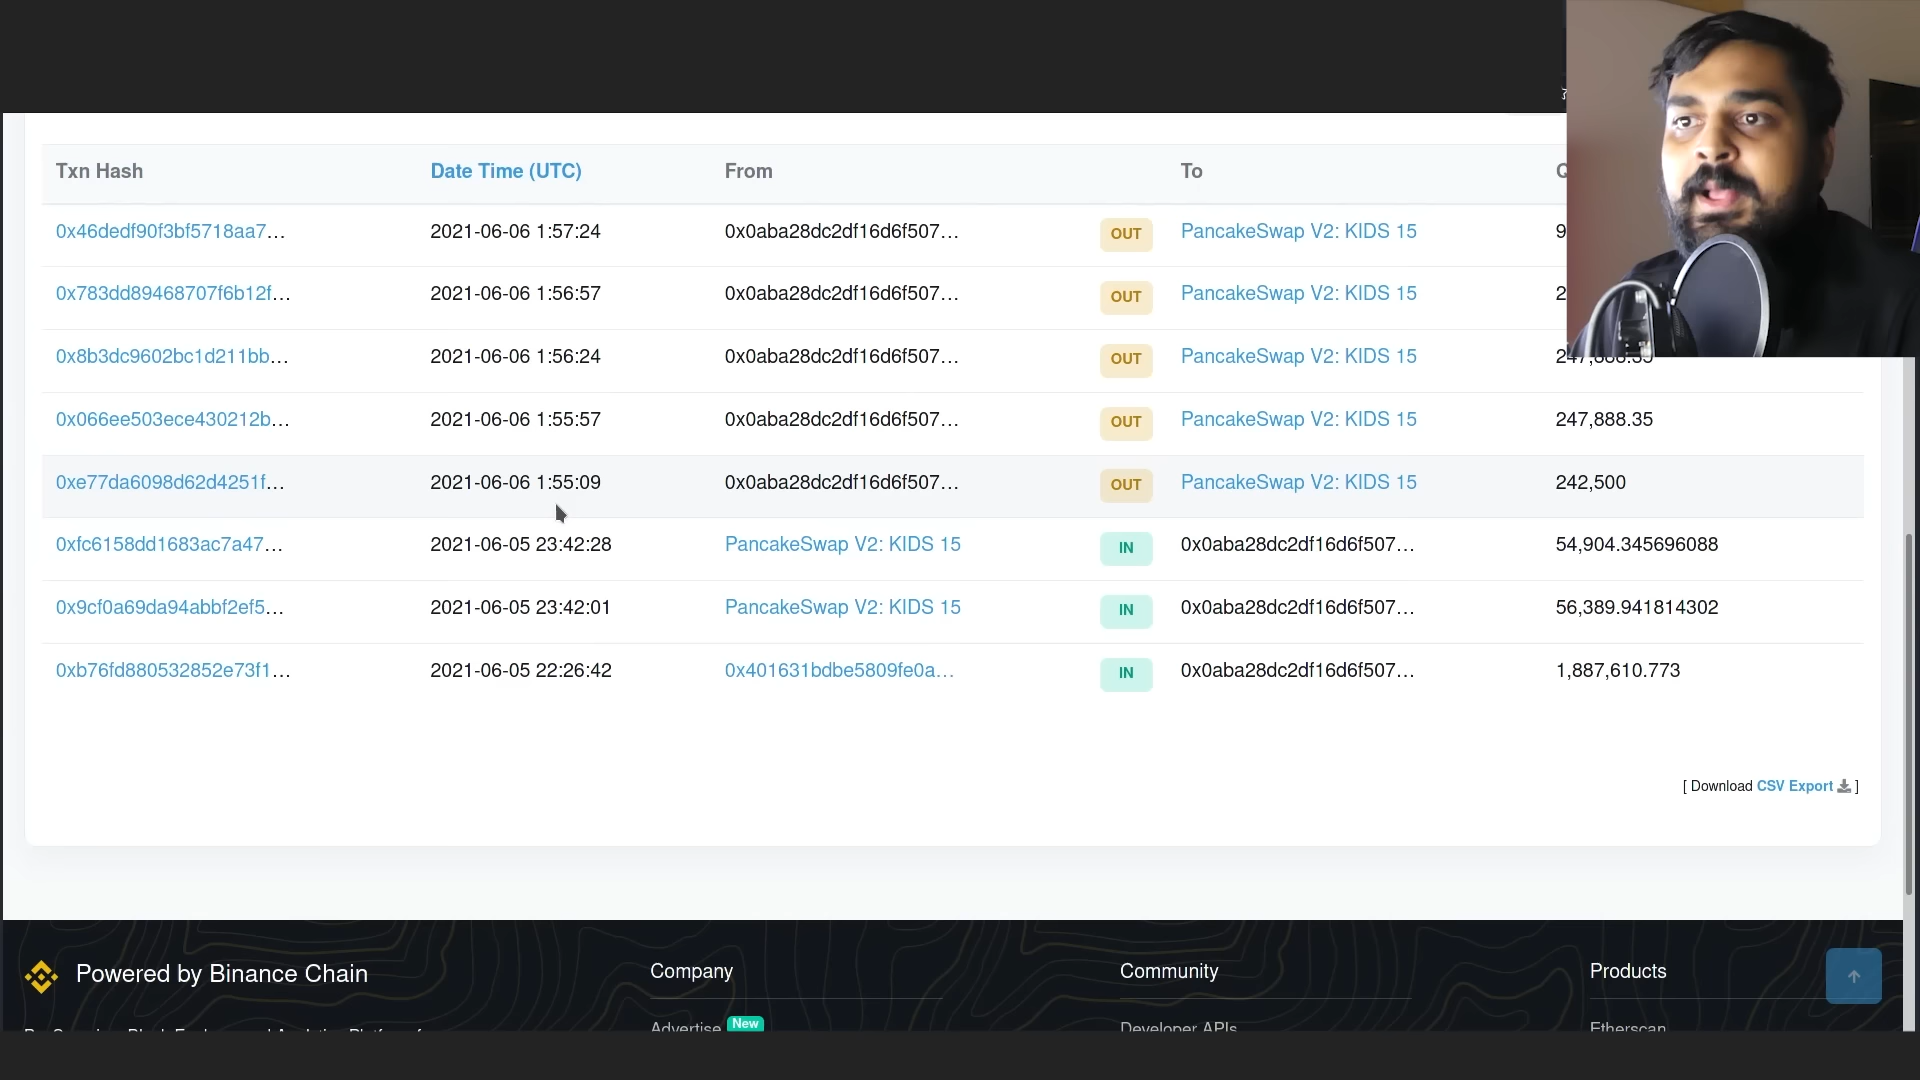 Txn Hash Date Time (UTC) From To
0x46dedf90f3bf5718aa7... 2021-06-06 1:57:24 0x0aba28dc2df16d6f507... OUT PancakeSwap V2: KIDS 15 9
0x783dd89468707f6b12f... 2021-06-06 1:56:57 0x0aba28dc2df16d6f507... OUT PancakeSwap V2: KIDS 15 2
0x8b3dc9602bc1d211bb... 2021-06-06 1:56:24 0x0aba28dc2df16d6f507... OUT PancakeSwap V2: KIDS 15
0x066ee503ece430212b... 2021-06-06 1:55:57 0x0aba28dc2df16d6f507... OUT PancakeSwap V2: KIDS 15 247,888.35
0xe77da6098d62d4251f... 2021-06-06 1:55:09 0x0aba28dc2df16d6f507... OUT PancakeSwap V2: KIDS 15 242,500
0xfc6158dd1683ac7a47... 2021-06-05 23:42:28 PancakeSwap V2: KIDS 15 IN 0x0aba28dc2df16d6f507... 54,904.345696088
0x9cf0a69da94abbf2ef5... 2021-06-05 23:42:01 PancakeSwap V2: KIDS 15 IN 0x0aba28dc2df16d6f507... 56,389.941814302
0xb76fd880532852e73f1... 2021-06-05 22:26:42 0x401631bdbe5809fe0a... IN 0x0aba28dc2df16d6f507... 1,887,610.773
[ Download CSV Export ]
Powered by Binance Chain Company Community Products
Advertise New Developer APIs Etherscan